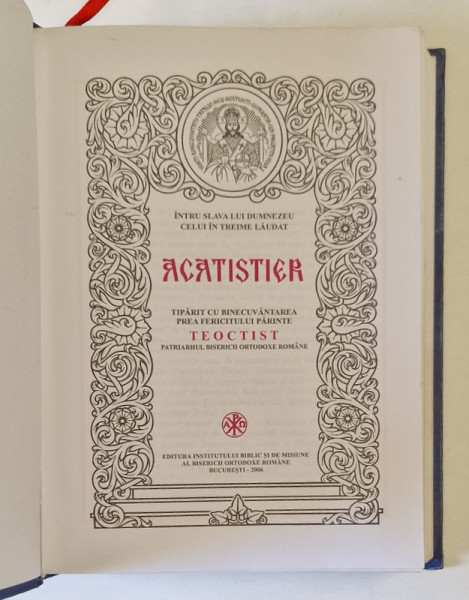 ÎNTRU SLAVA LUI DUMNEZEU
CELUI ÎN TREIME LĂUDAT
ACATISTIER
TIPĂRIT CU BINECUVÂNTAREA
PREA FERICITULUI PĂRINTE
TEOCTIST
PATRIARHUL BISERICII ORTODOXE ROMÂNE
Α Ω
EDITURA INSTITUTULUI BIBLIC ȘI DE MISIUNE
AL BISERICII ORTODOXE ROMÂNE
BUCUREȘTI - 2006